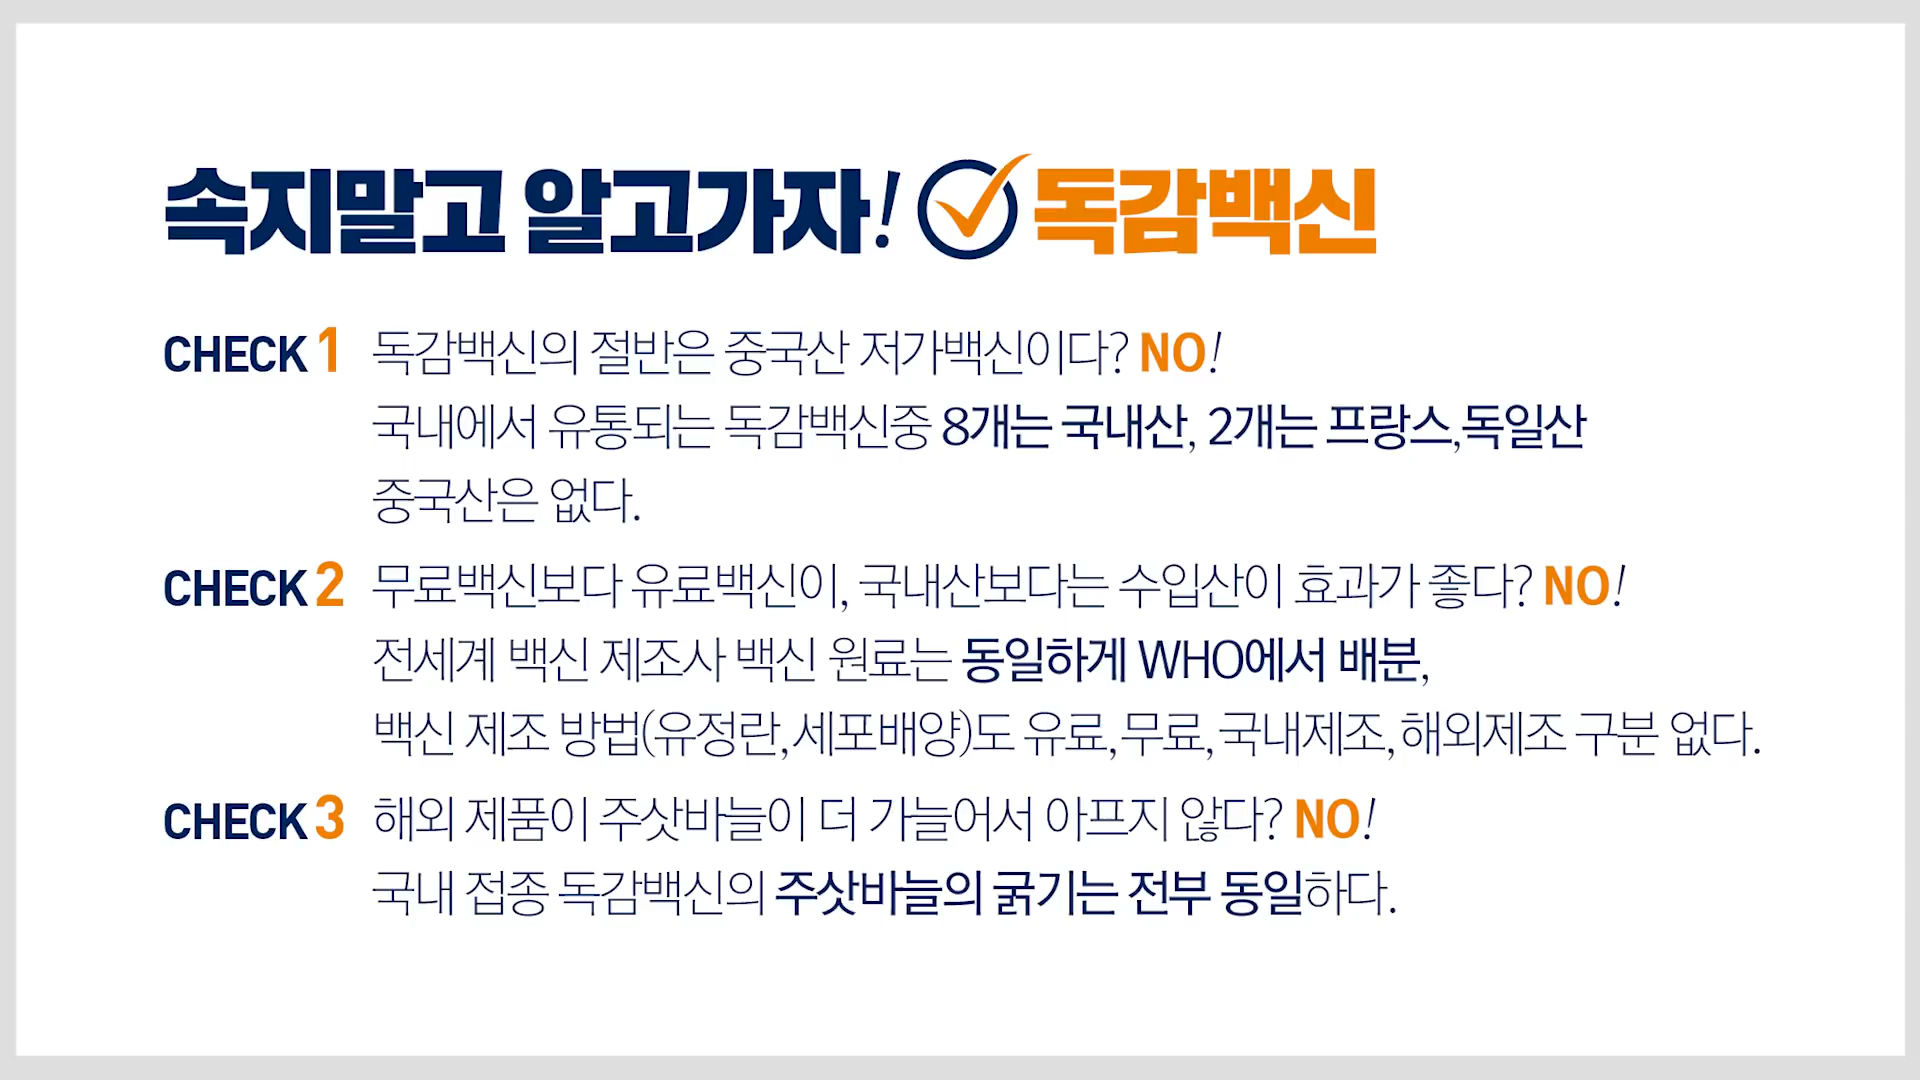 속지말고 알고가자! 독감백신
CHECK 1 독감백신의 절반은 중국산 저가백신이다? NO!
국내에서 유통되는 독감백신중 8개는 국내산, 2개는 프랑스,독일산
중국산은 없다.
CHECK 2 무료백신보다 유료백신이, 국내산보다는 수입산이 효과가 좋다? NO!
전세계 백신 제조사 백신 원료는 동일하게 WHO에서 배분,
백신 제조 방법(유정란,세포배양)도 유료,무료,국내제조,해외제조 구분 없다.
CHECK 3 해외 제품이 주삿바늘이 더 가늘어서 아프지 않다? NO!
국내 접종 독감백신의 주삿바늘의 굵기는 전부 동일하다.